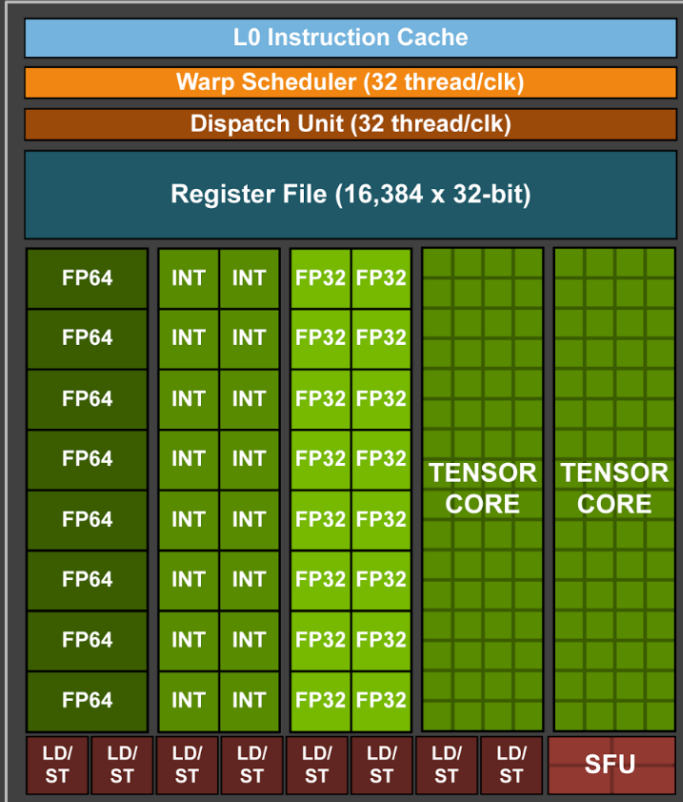 L0 Instruction Cache
Warp Scheduler (32 thread/clk)
Dispatch Unit (32 thread/clk)
Register File (16,384 x 32-bit)
FP64 INT INT FP32 FP32
FP64 INT INT FP32 FP32
FP64 INT INT FP32 FP32
FP64 INT INT FP32 FP32
TENSOR TENSOR
CORE CORE
FP64 INT INT FP32 FP32
FP64 INT INT FP32 FP32
FP64 INT INT FP32 FP32
FP64 INT INT FP32 FP32
LD/ LD/ LD/ LD/ LD/ LD/ LD/ LD/
ST ST ST ST ST ST ST ST
SFU